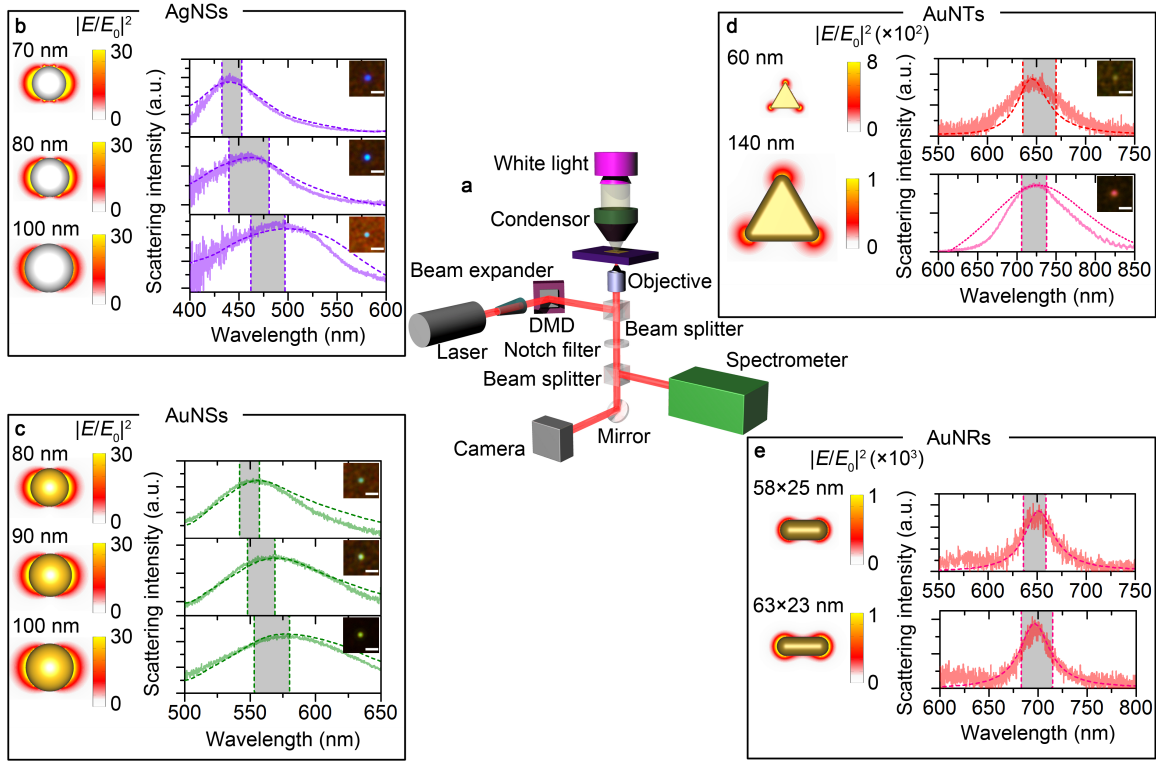 b
AgNSs
|E/E₀|²
70 nm
30
0
80 nm
30
0
100 nm
30
0
Scattering intensity (a.u.)
400 450 500 550 600
Wavelength (nm)
a
White light
Condensor
Objective
Beam expander
DMD
Laser
Beam splitter
Notch filter
Beam splitter
Spectrometer
Camera
Mirror
c
AuNSs
|E/E₀|²
80 nm
30
0
90 nm
30
0
100 nm
30
0
Scattering intensity (a.u.)
500 550 600 650
Wavelength (nm)
d
AuNTs
|E/E₀|² (×10²)
60 nm
8
0
140 nm
1
0
Scattering intensity (a.u.)
550 600 650 700 750
600 650 700 750 800 850
Wavelength (nm)
e
AuNRs
|E/E₀|² (×10³)
58×25 nm
1
0
63×23 nm
1
0
Scattering intensity (a.u.)
550 600 650 700 750
600 650 700 750 800
Wavelength (nm)